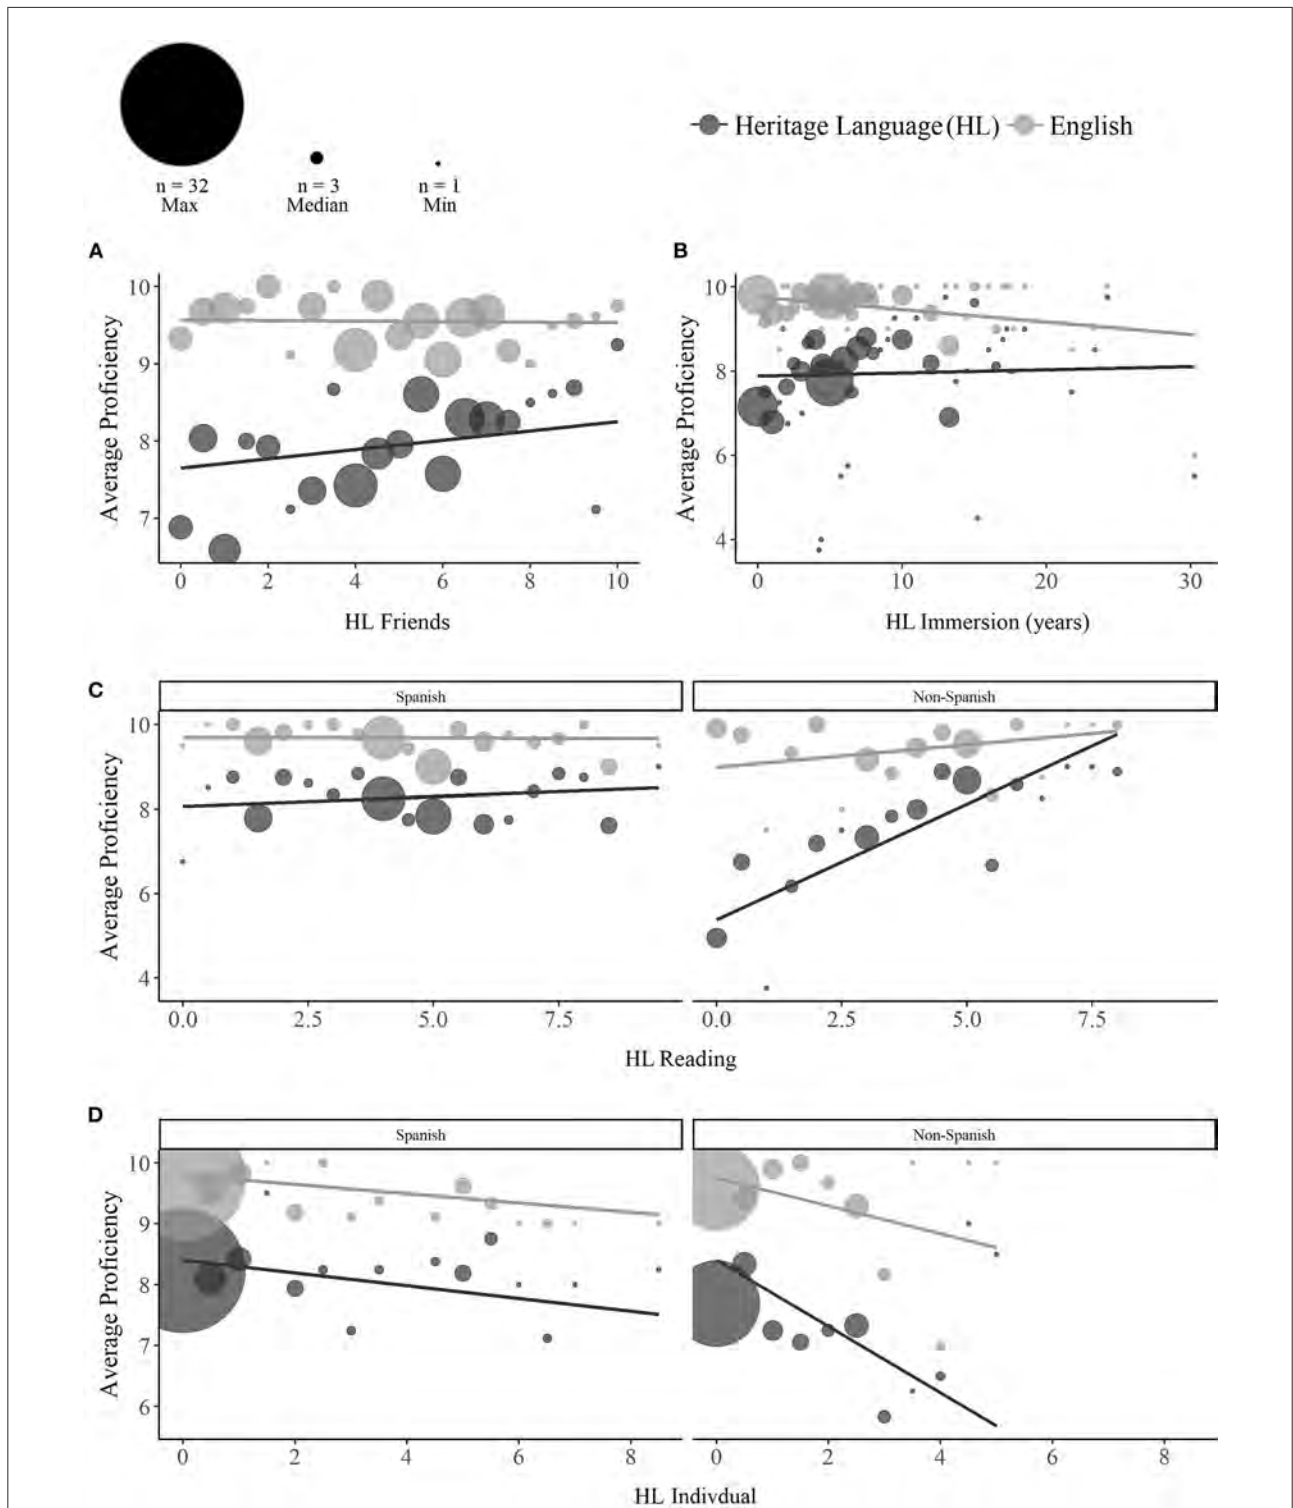 Heritage Language (HL) English
n = 32 n = 3 n = 1
Max Median Min
A
10
9
8
7
Average Proficiency
0 2 4 6 8 10
HL Friends
B
10
8
6
4
Average Proficiency
0 10 20 30
HL Immersion (years)
C
Spanish Non-Spanish
10
8
6
4
Average Proficiency
0.0 2.5 5.0 7.5 0.0 2.5 5.0 7.5
HL Reading
D
Spanish Non-Spanish
10
9
8
7
6
Average Proficiency
0 2 4 6 8 0 2 4 6 8
HL Indivdual